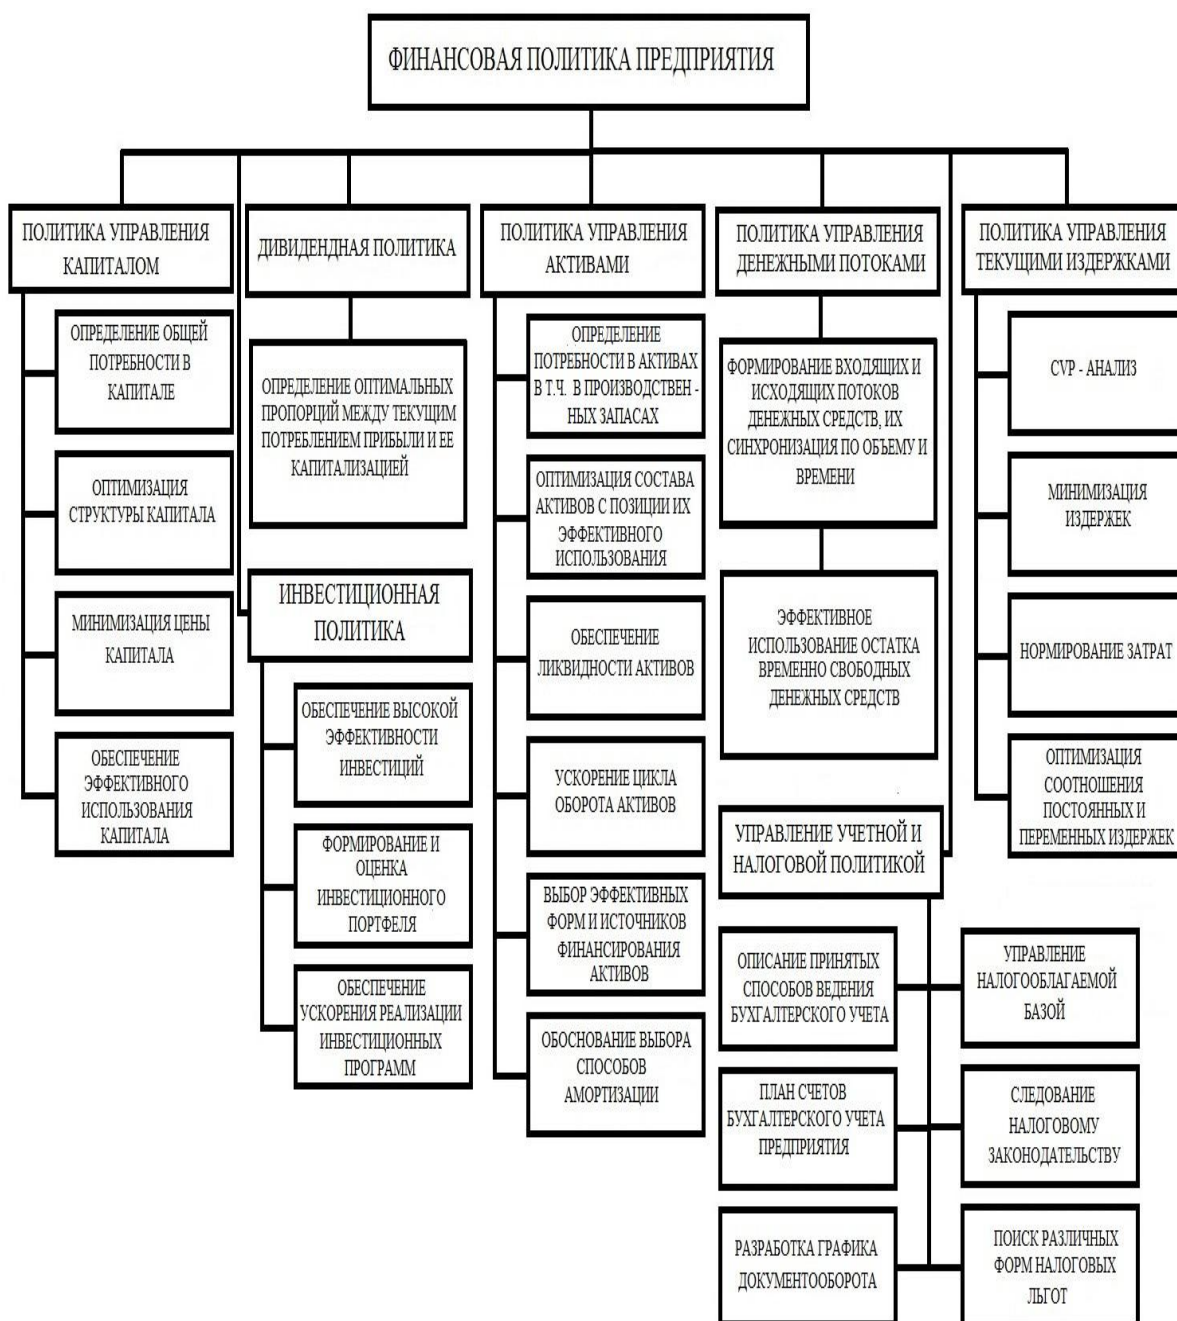 ФИНАНСОВАЯ ПОЛИТИКА ПРЕДПРИЯТИЯ
ПОЛИТИКА УПРАВЛЕНИЯ
КАПИТАЛОМ
ОПРЕДЕЛЕНИЕ ОБЩЕЙ
ПОТРЕБНОСТИ В
КАПИТАЛЕ
ОПТИМИЗАЦИЯ
СТРУКТУРЫ КАПИТАЛА
МИНИМИЗАЦИЯ ЦЕНЫ
КАПИТАЛА
ОБЕСПЕЧЕНИЕ
ЭФФЕКТИВНОГО
ИСПОЛЬЗОВАНИЯ
КАПИТАЛА
ДИВИДЕНДНАЯ ПОЛИТИКА
ОПРЕДЕЛЕНИЕ ОПТИМАЛЬНЫХ
ПРОПОРЦИЙ МЕЖДУ ТЕКУЩИМ
ПОТРЕБЛЕНИЕМ ПРИБЫЛИ И ЕЕ
КАПИТАЛИЗАЦИЕЙ
ИНВЕСТИЦИОННАЯ
ПОЛИТИКА
ОБЕСПЕЧЕНИЕ ВЫСОКОЙ
ЭФФЕКТИВНОСТИ
ИНВЕСТИЦИЙ
ФОРМИРОВАНИЕ И
ОЦЕНКА
ИНВЕСТИЦИОННОГО
ПОРТФЕЛЯ
ОБЕСПЕЧЕНИЕ
УСКОРЕНИЯ РЕАЛИЗАЦИИ
ИНВЕСТИЦИОННЫХ
ПРОГРАММ
ПОЛИТИКА УПРАВЛЕНИЯ
АКТИВАМИ
ОПРЕДЕЛЕНИЕ
ПОТРЕБНОСТИ В АКТИВАХ
В Т.Ч. В ПРОИЗВОДСТВЕН -
НЫХ ЗАПАСАХ
ОПТИМИЗАЦИЯ СОСТАВА
АКТИВОВ С ПОЗИЦИИ ИХ
ЭФФЕКТИВНОГО
ИСПОЛЬЗОВАНИЯ
ОБЕСПЕЧЕНИЕ
ЛИКВИДНОСТИ АКТИВОВ
УСКОРЕНИЕ ЦИКЛА
ОБОРОТА АКТИВОВ
ВЫБОР ЭФФЕКТИВНЫХ
ФОРМ И ИСТОЧНИКОВ
ФИНАНСИРОВАНИЯ
АКТИВОВ
ОБОСНОВАНИЕ ВЫБОРА
СПОСОБОВ
АМОРТИЗАЦИИ
ПОЛИТИКА УПРАВЛЕНИЯ
ДЕНЕЖНЫМИ ПОТОКАМИ
ФОРМИРОВАНИЕ ВХОДЯЩИХ И
ИСХОДЯЩИХ ПОТОКОВ
ДЕНЕЖНЫХ СРЕДСТВ, ИХ
СИНХРОНИЗАЦИЯ ПО ОБЪЕМУ И
ВРЕМЕНИ
ЭФФЕКТИВНОЕ
ИСПОЛЬЗОВАНИЕ ОСТАТКА
ВРЕМЕННО СВОБОДНЫХ
ДЕНЕЖНЫХ СРЕДСТВ
ПОЛИТИКА УПРАВЛЕНИЯ
ТЕКУЩИМИ ИЗДЕРЖКАМИ
CVP - АНАЛИЗ
МИНИМИЗАЦИЯ
ИЗДЕРЖЕК
НОРМИРОВАНИЕ ЗАТРАТ
ОПТИМИЗАЦИЯ
СООТНОШЕНИЯ
ПОСТОЯННЫХ И
ПЕРЕМЕННЫХ ИЗДЕРЖЕК
УПРАВЛЕНИЕ УЧЕТНОЙ И
НАЛОГОВОЙ ПОЛИТИКОЙ
ОПИСАНИЕ ПРИНЯТЫХ
СПОСОБОВ ВЕДЕНИЯ
БУХГАЛТЕРСКОГО УЧЕТА
ПЛАН СЧЕТОВ
БУХГАЛТЕРСКОГО УЧЕТА
ПРЕДПРИЯТИЯ
РАЗРАБОТКА ГРАФИКА
ДОКУМЕНТООБОРОТА
УПРАВЛЕНИЕ
НАЛОГООБЛАГАЕМОЙ
БАЗОЙ
СЛЕДОВАНИЕ
НАЛОГОВОМУ
ЗАКОНОДАТЕЛЬСТВУ
ПОИСК РАЗЛИЧНЫХ
ФОРМ НАЛОГОВЫХ
ЛЬГОТ